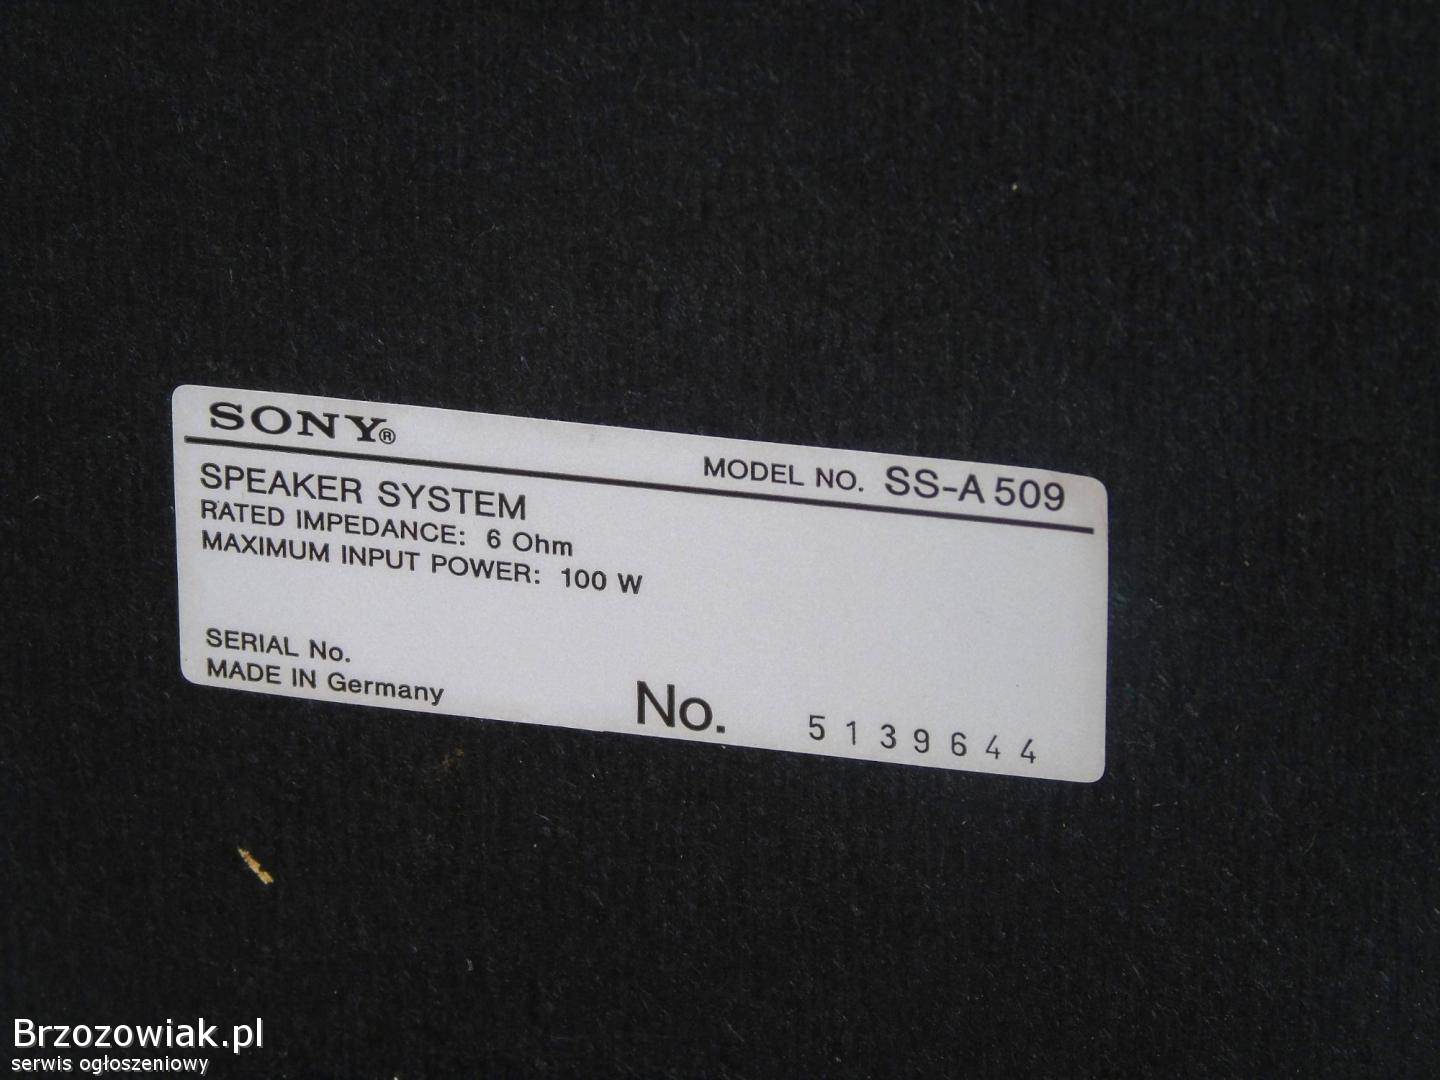 SONY®
MODEL NO. SS-A 509
SPEAKER SYSTEM
RATED IMPEDANCE: 6 Ohm
MAXIMUM INPUT POWER: 100 W
SERIAL No.
MADE IN Germany
No. 5139644
Brzozowiak.pl
serwis ogłoszeniowy